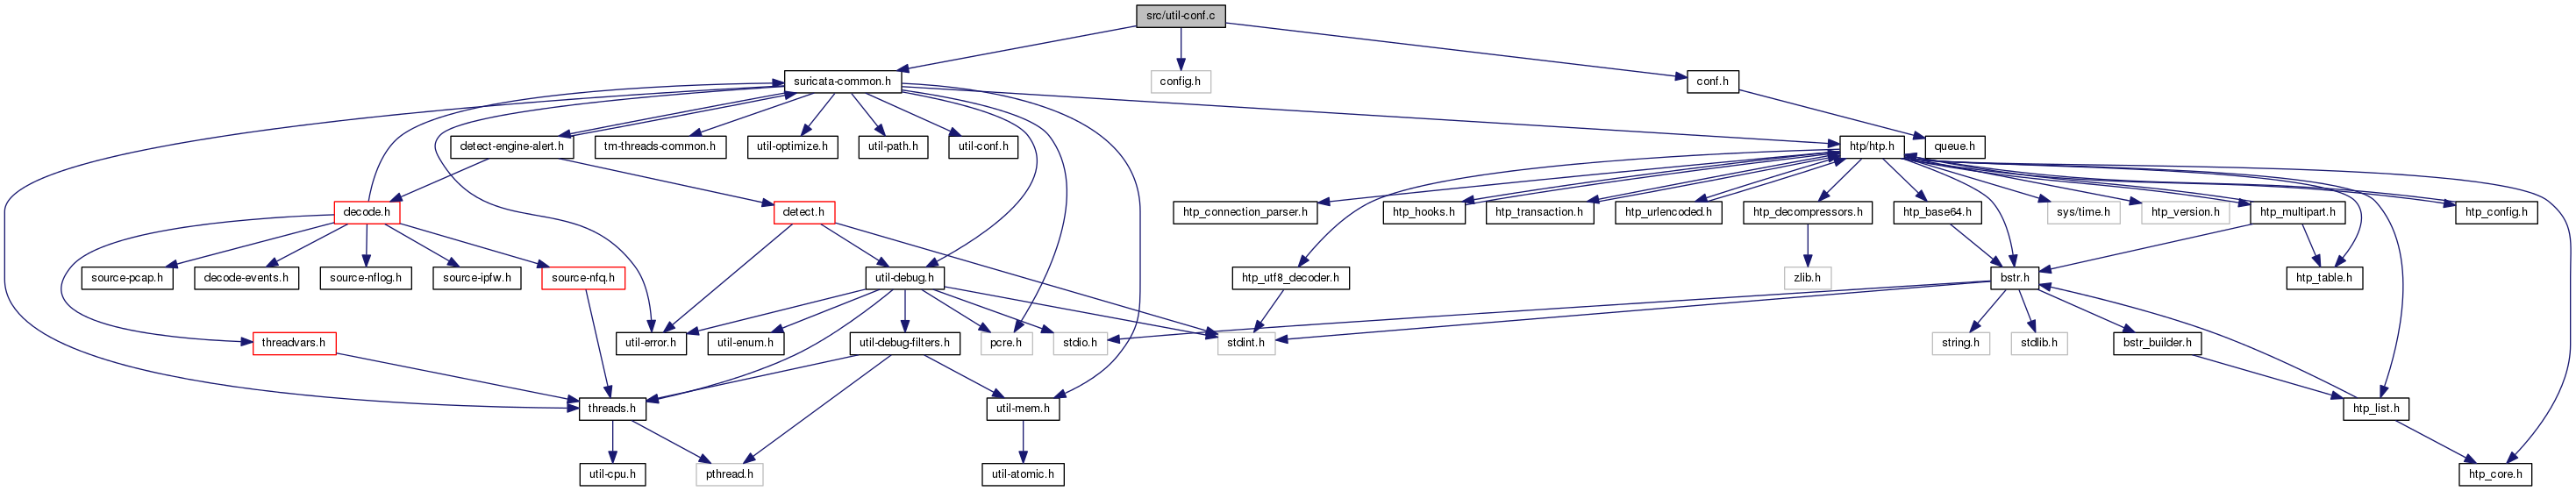 src/util-conf.c
suricata-common.h
config.h
conf.h
detect-engine-alert.h
tm-threads-common.h
util-optimize.h
util-path.h
util-conf.h
htp/htp.h
queue.h
decode.h
detect.h
htp_connection_parser.h
htp_hooks.h
htp_transaction.h
htp_urlencoded.h
htp_decompressors.h
htp_base64.h
sys/time.h
htp_version.h
htp_multipart.h
htp_config.h
source-pcap.h
decode-events.h
source-nflog.h
source-ipfw.h
source-nfq.h
util-debug.h
htp_utf8_decoder.h
zlib.h
bstr.h
htp_table.h
threadvars.h
util-error.h
util-enum.h
util-debug-filters.h
pcre.h
stdio.h
stdint.h
string.h
stdlib.h
bstr_builder.h
threads.h
util-mem.h
htp_list.h
util-cpu.h
pthread.h
util-atomic.h
htp_core.h